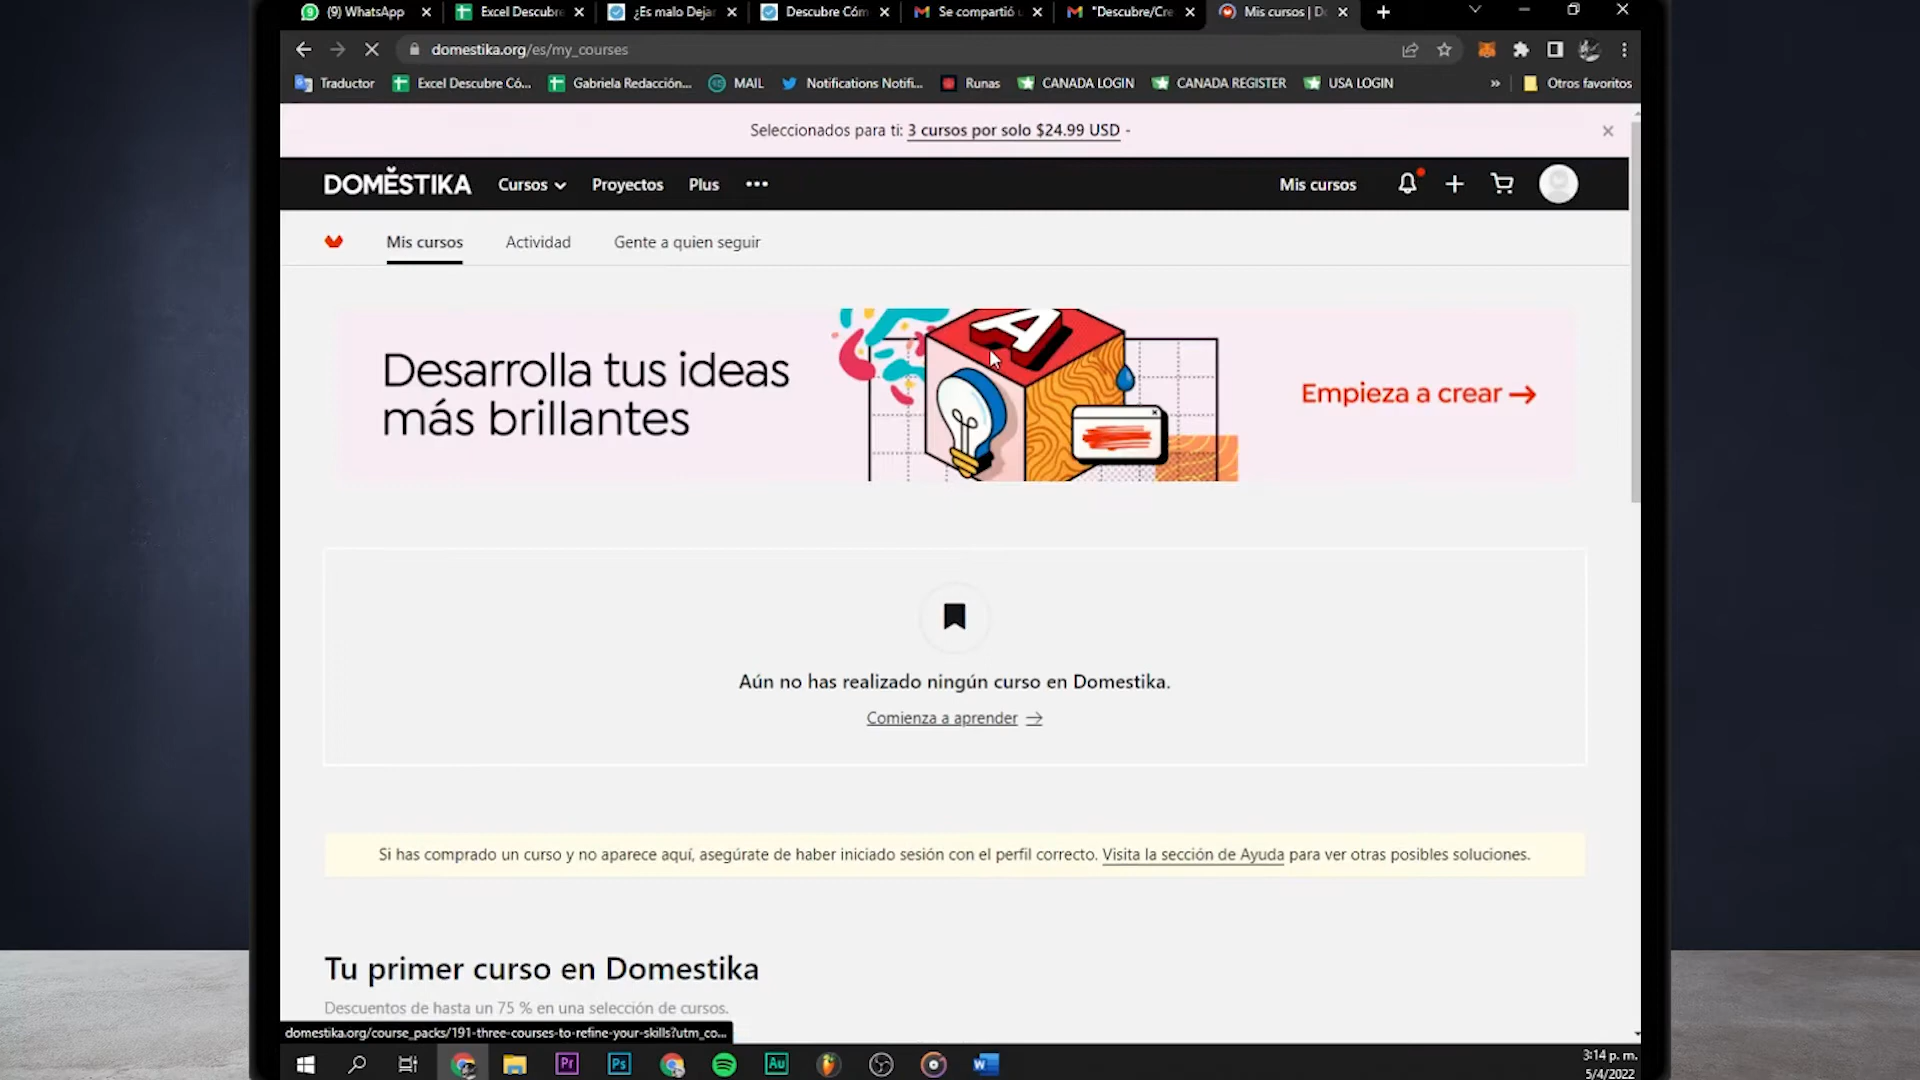 (9) WhatsApp
Excel Descubre
¿Es malo Deja
Descubre Cóm
Se compartió u
"Descubre/Cre
Mis cursos | Do
domestika.org/es/my_courses
Traductor
Excel Descubre Có...
Gabriela Redacción...
MAIL
Notifications Notifi...
Runas
CANADA LOGIN
CANADA REGISTER
USA LOGIN
»
Otros favoritos
Seleccionados para ti: 3 cursos por solo $24.99 USD -
DOMĚSTIKA
Cursos
Proyectos
Plus
Mis cursos
Mis cursos
Actividad
Gente a quien seguir
Desarrolla tus ideas
más brillantes
A
Empieza a crear →
Aún no has realizado ningún curso en Domestika.
Comienza a aprender →
Si has comprado un curso y no aparece aquí, asegúrate de haber iniciado sesión con el perfil correcto. Visita la sección de Ayuda para ver otras posibles soluciones.
Tu primer curso en Domestika
Descuentos de hasta un 75 % en una selección de cursos.
domestika.org/course_packs/191-three-courses-to-refine-your-skills?utm_co...
Pr
Ps
Au
3:14 p. m.
5/4/2022